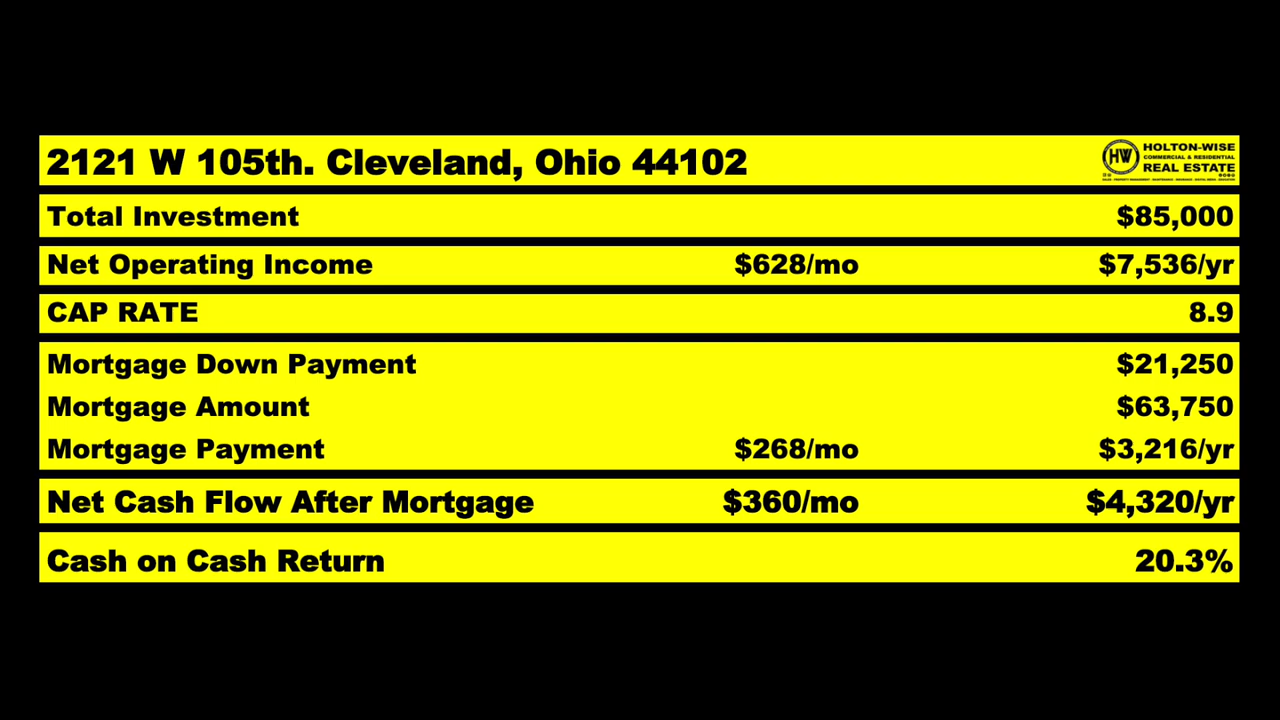 2121 W 105th. Cleveland, Ohio 44102
HW
HOLTON-WISE
COMMERCIAL & RESIDENTIAL
REAL ESTATE
Total Investment $85,000
Net Operating Income $628/mo $7,536/yr
CAP RATE 8.9
Mortgage Down Payment $21,250
Mortgage Amount $63,750
Mortgage Payment $268/mo $3,216/yr
Net Cash Flow After Mortgage $360/mo $4,320/yr
Cash on Cash Return 20.3%